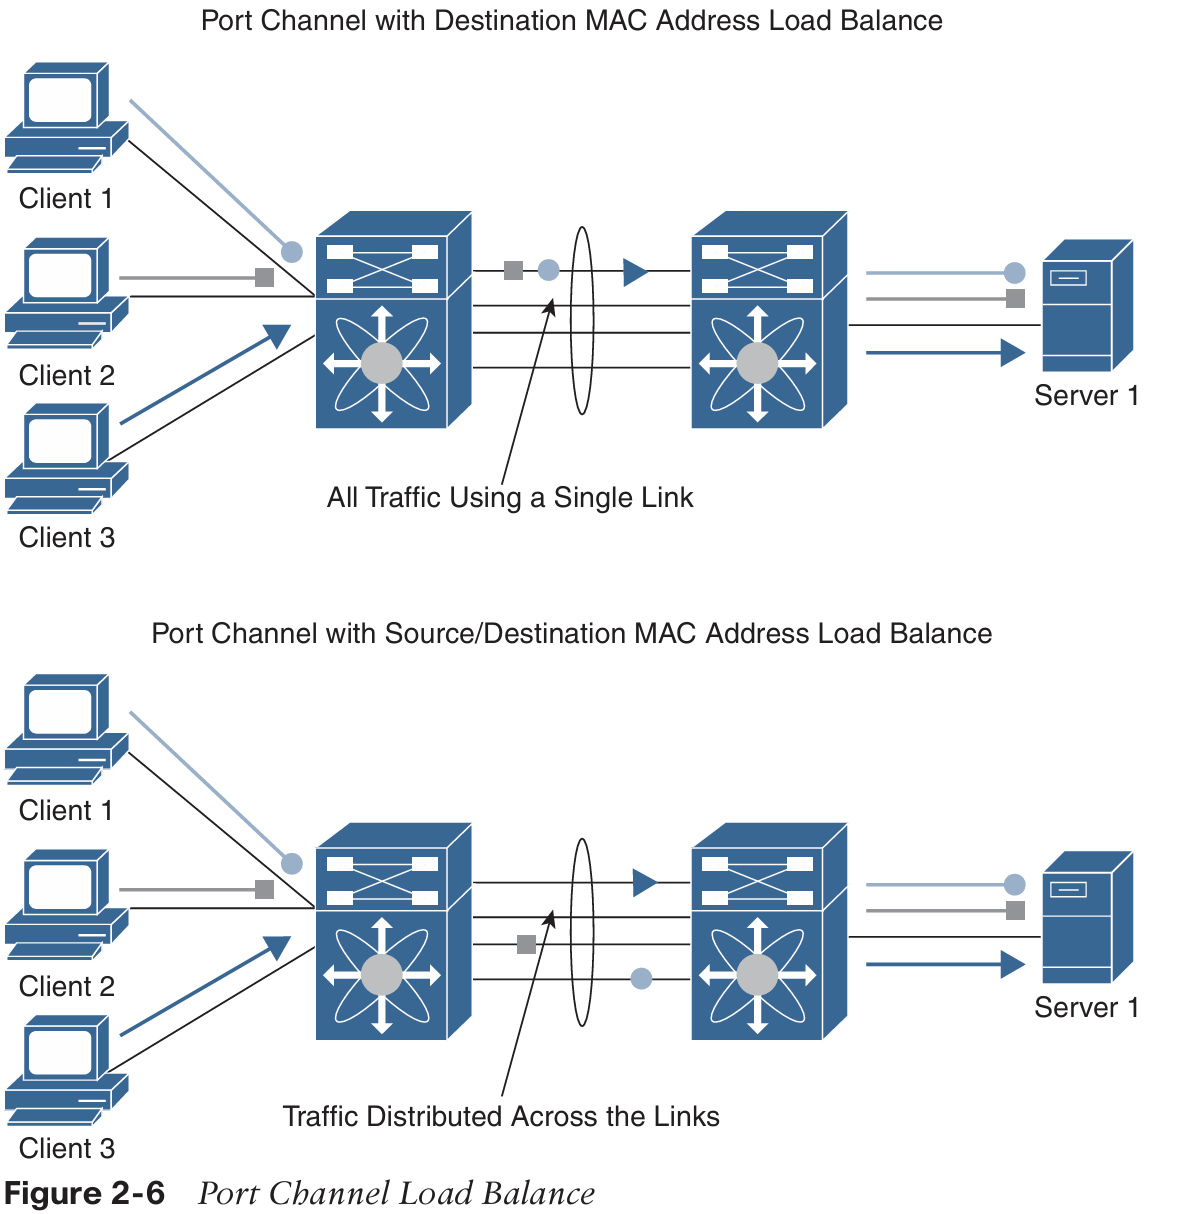 Port Channel with Destination MAC Address Load Balance
Client 1
Client 2
Client 3
Server 1
All Traffic Using a Single Link
Port Channel with Source/Destination MAC Address Load Balance
Client 1
Client 2
Client 3
Server 1
Traffic Distributed Across the Links
Figure 2-6 Port Channel Load Balance